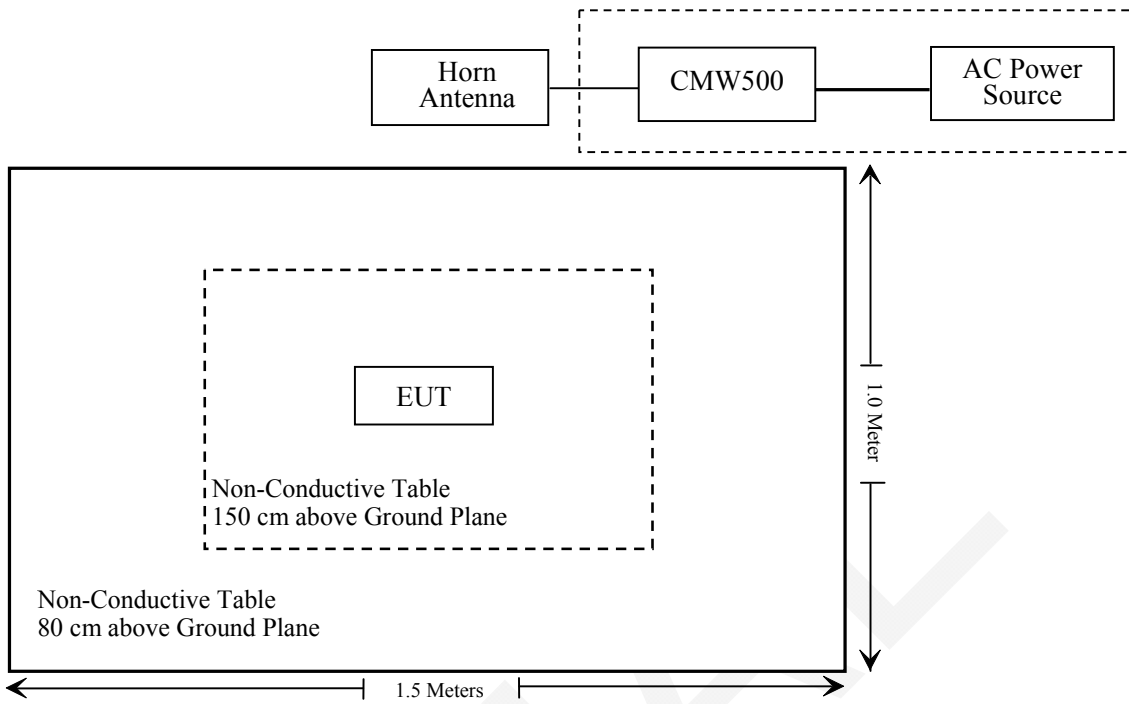 Horn
Antenna
CMW500
AC Power
Source
EUT
Non-Conductive Table
150 cm above Ground Plane
Non-Conductive Table
80 cm above Ground Plane
1.0 Meter
1.5 Meters